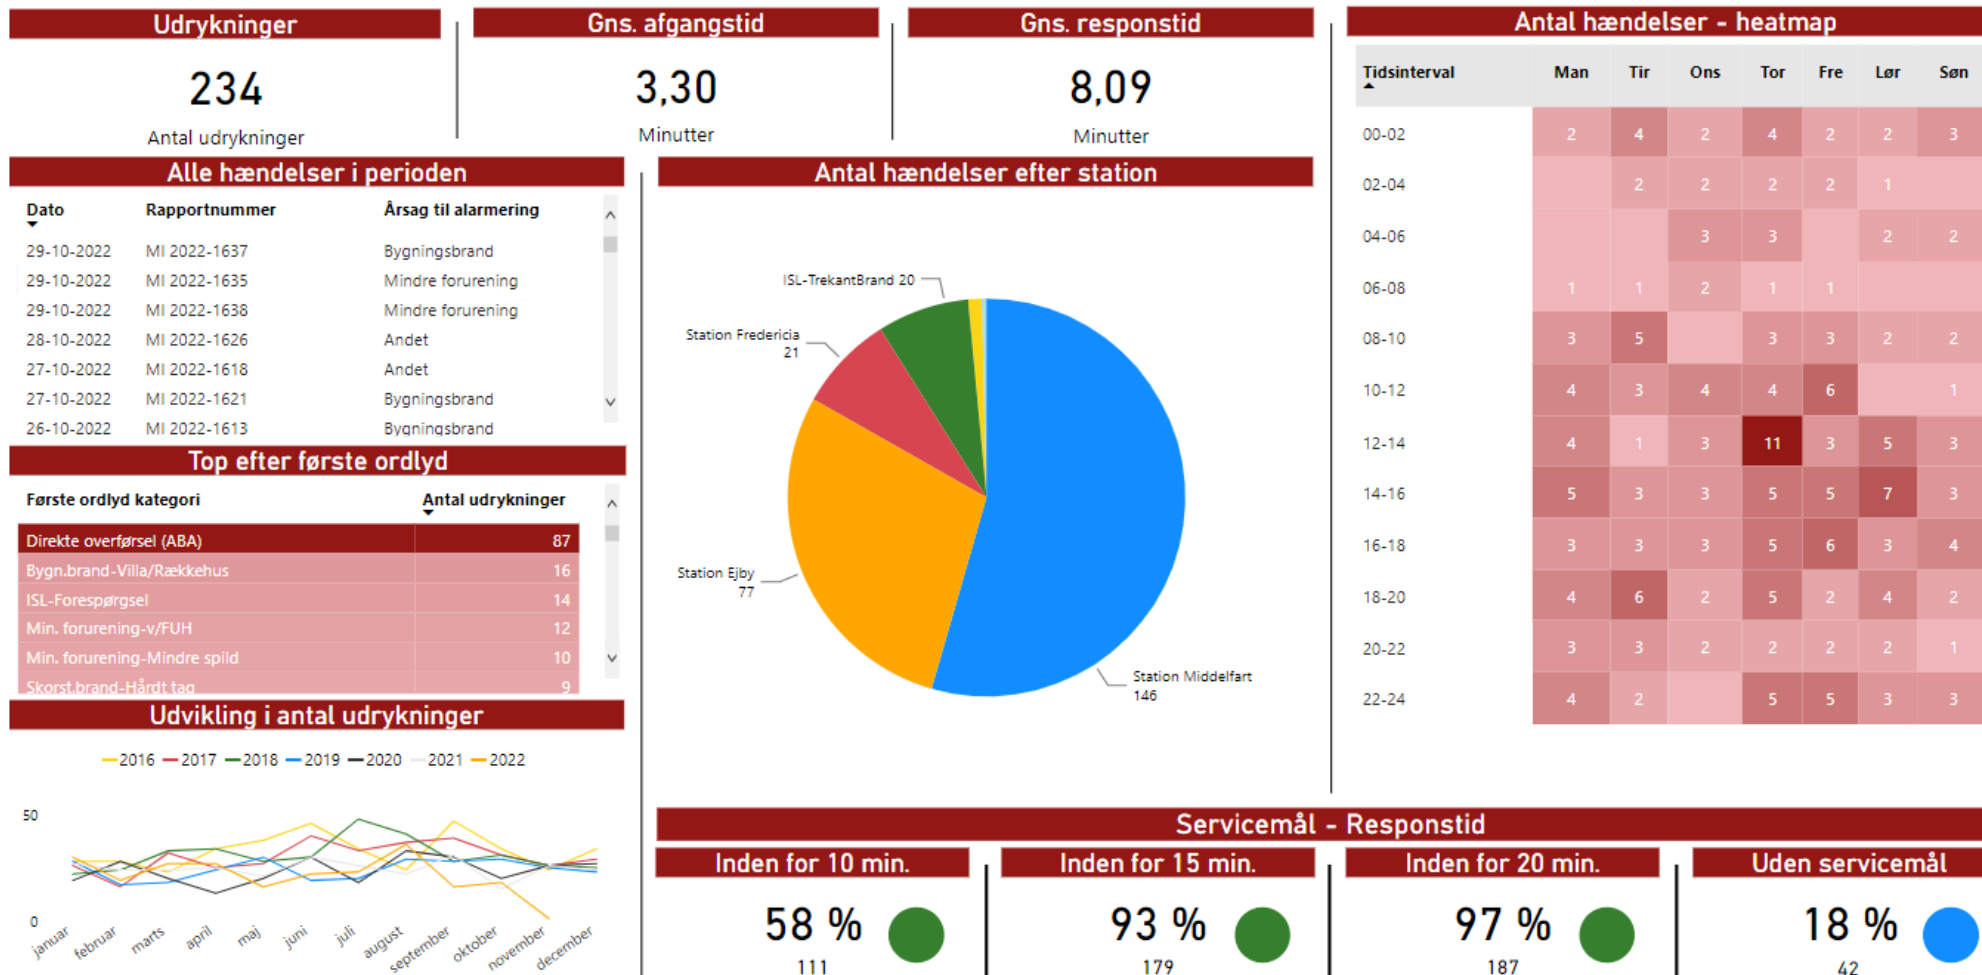 Udrykninger
234
Antal udrykninger
Gns. afgangstid
3,30
Minutter
Gns. responstid
8,09
Minutter
Alle hændelser i perioden
Dato Rapportnummer Årsag til alarmering
29-10-2022 MI 2022-1637 Bygningsbrand
29-10-2022 MI 2022-1635 Mindre forurening
29-10-2022 MI 2022-1638 Mindre forurening
28-10-2022 MI 2022-1626 Andet
27-10-2022 MI 2022-1618 Andet
27-10-2022 MI 2022-1621 Bygningsbrand
26-10-2022 MI 2022-1613 Bygningsbrand
Top efter første ordlyd
Første ordlyd kategori Antal udrykninger
Direkte overførsel (ABA) 87
Bygn.brand-Villa/Rækkehus 16
ISL-Forespørgsel 14
Min. forurening-v/FUH 12
Min. forurening-Mindre spild 10
Skorst.brand-Hårdt tag 9
Udvikling i antal udrykninger
2016 2017 2018 2019 2020 2021 2022
50
0
januar februar marts april maj juni juli august september oktober november december
Antal hændelser efter station
ISL-TrekantBrand 20
Station Fredericia
21
Station Ejby
77
Station Middelfart
146
Antal hændelser - heatmap
Tidsinterval Man Tir Ons Tor Fre Lør Søn
00-02 2 4 2 4 2 2 3
02-04 2 2 2 2 1
04-06 3 3 2 2
06-08 1 1 2 1 1
08-10 3 5 3 3 2 2
10-12 4 3 4 4 6 1
12-14 4 1 3 11 3 5 3
14-16 5 3 3 5 5 7 3
16-18 3 3 3 5 6 3 4
18-20 4 6 2 5 2 4 2
20-22 3 3 2 2 2 2 1
22-24 4 2 5 5 3 3
Servicemål - Responstid
Inden for 10 min.
58 %
111
Inden for 15 min.
93 %
179
Inden for 20 min.
97 %
187
Uden servicemål
18 %
42